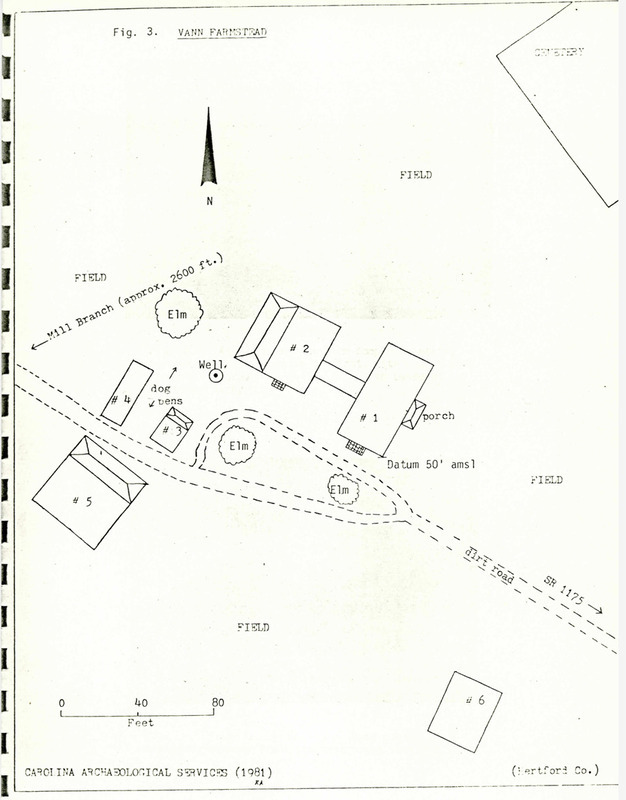 Fig. 3. VANN FARMSTEAD
CEMETERY
N
FIELD
FIELD
Mill Branch (approx. 2600 ft.)
Elm
# 2
Well
dog
pens
# 4
# 3
# 1
porch
Elm
Datum 50' amsl
Elm
FIELD
# 5
dirt road
SR 1175
FIELD
# 6
0 40 80
Feet
CAROLINA ARCHAEOLOGICAL SERVICES (1981)
(Hertford Co.)